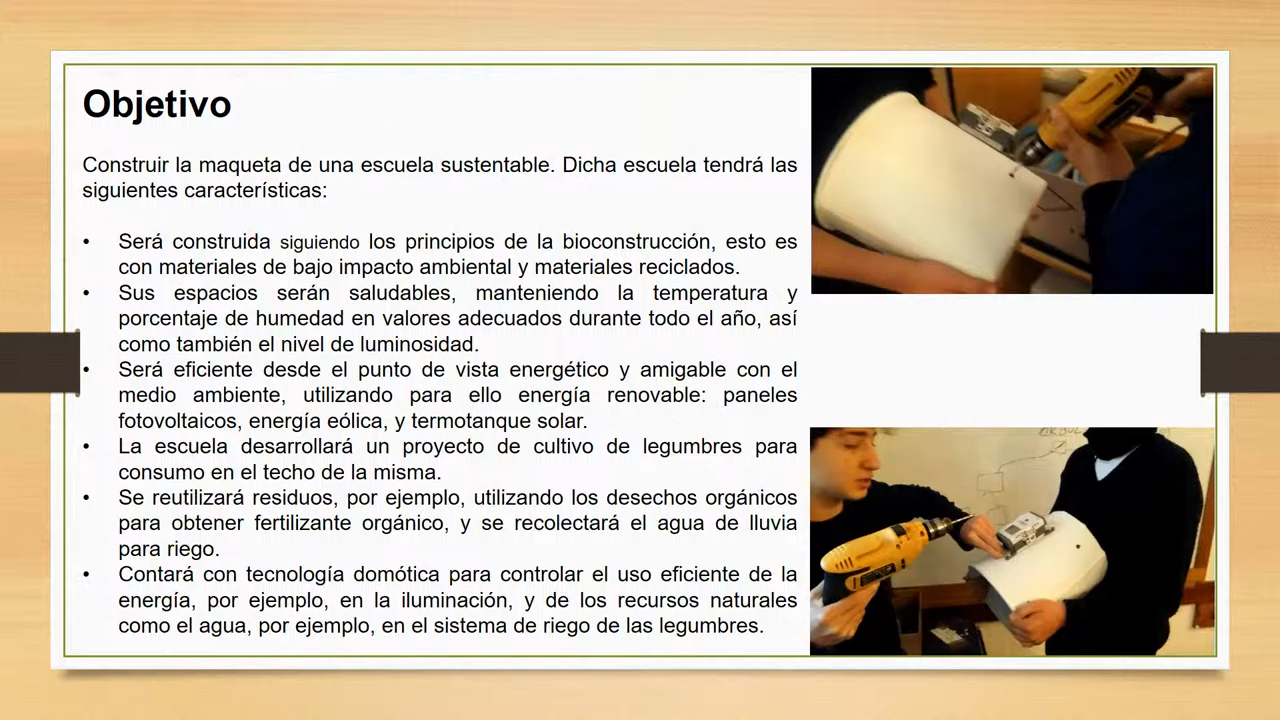 Objetivo
Construir la maqueta de una escuela sustentable. Dicha escuela tendrá las
siguientes características:
• Será construida siguiendo los principios de la bioconstrucción, esto es
con materiales de bajo impacto ambiental y materiales reciclados.
• Sus espacios serán saludables, manteniendo la temperatura y
porcentaje de humedad en valores adecuados durante todo el año, así
como también el nivel de luminosidad.
• Será eficiente desde el punto de vista energético y amigable con el
medio ambiente, utilizando para ello energía renovable: paneles
fotovoltaicos, energía eólica, y termotanque solar.
• La escuela desarrollará un proyecto de cultivo de legumbres para
consumo en el techo de la misma.
• Se reutilizará residuos, por ejemplo, utilizando los desechos orgánicos
para obtener fertilizante orgánico, y se recolectará el agua de lluvia
para riego.
• Contará con tecnología domótica para controlar el uso eficiente de la
energía, por ejemplo, en la iluminación, y de los recursos naturales
como el agua, por ejemplo, en el sistema de riego de las legumbres.